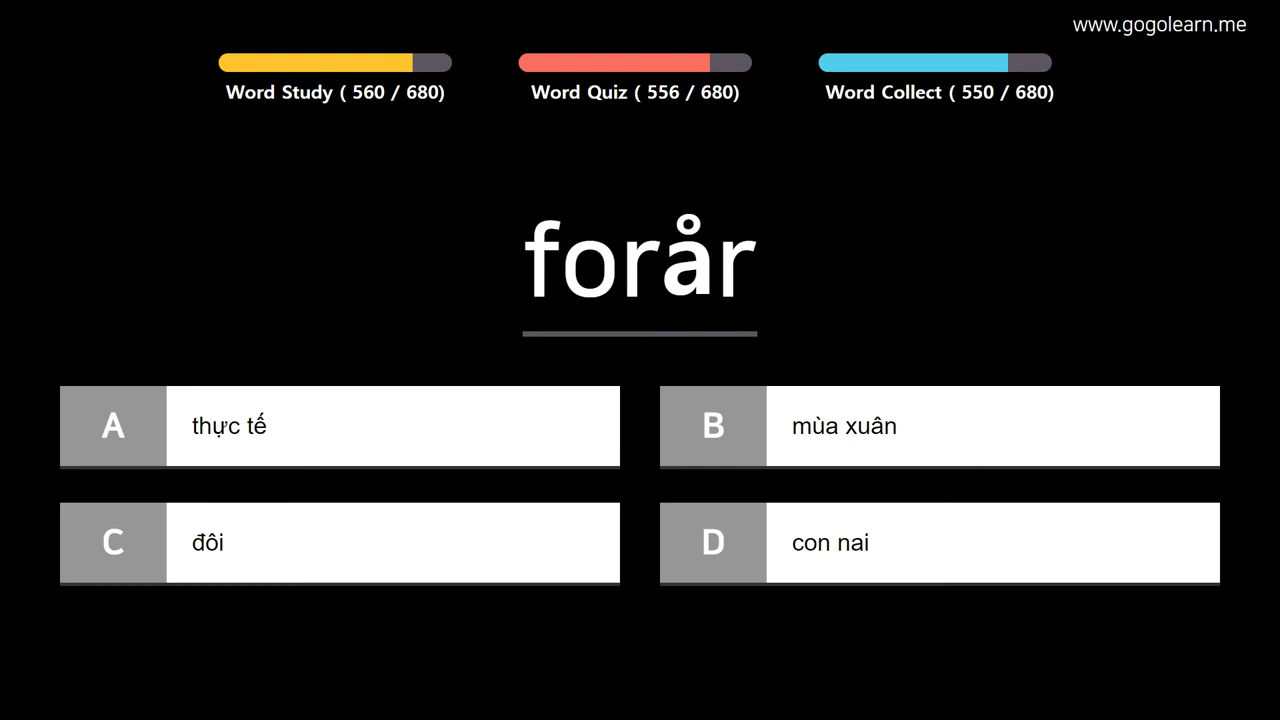 www.gogolearn.me
Word Study ( 560 / 680)
Word Quiz ( 556 / 680)
Word Collect ( 550 / 680)
forår
A thực tế
B mùa xuân
C đôi
D con nai